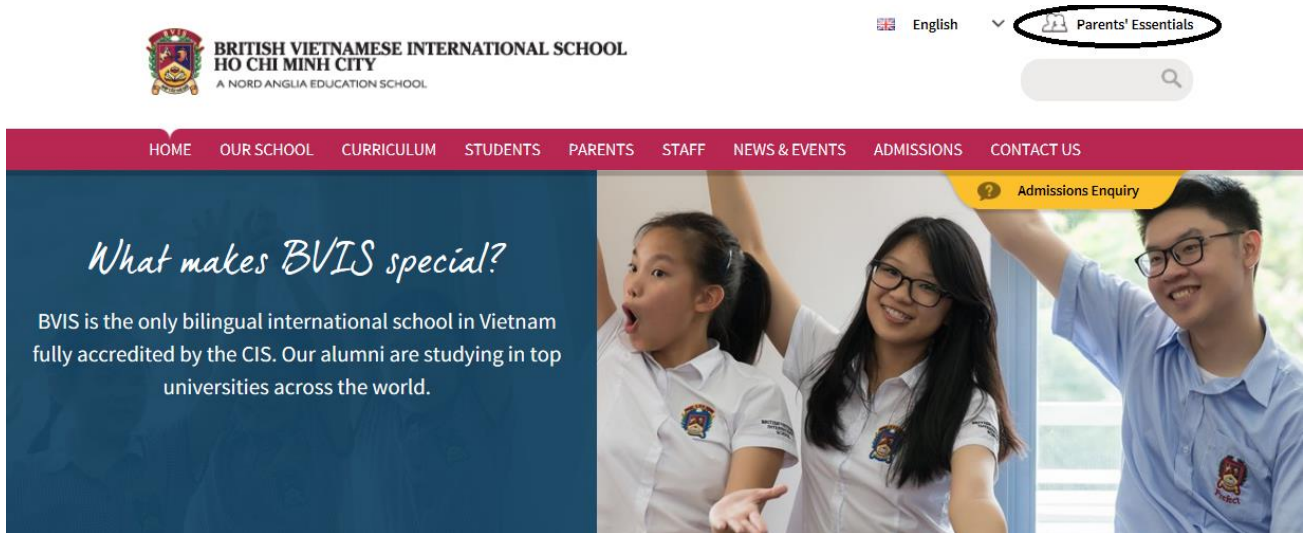 English
Parents' Essentials
BVIS
BRITISH VIETNAMESE INTERNATIONAL SCHOOL
HO CHI MINH CITY
A NORD ANGLIA EDUCATION SCHOOL
HOME OUR SCHOOL CURRICULUM STUDENTS PARENTS STAFF NEWS & EVENTS ADMISSIONS CONTACT US
? Admissions Enquiry
What makes BVIS special?
BVIS is the only bilingual international school in Vietnam
fully accredited by the CIS. Our alumni are studying in top
universities across the world.
Prefect